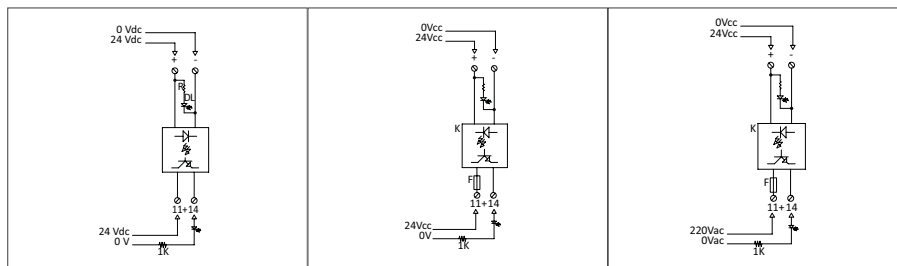 0 Vdc
24 Vdc
+ -
R
DL
11+14
24 Vdc
0 V
1K
0Vcc
24Vcc
+ -
K
F
11+14
24Vcc
0V
1K
0Vcc
24Vcc
+ -
K
F
11+14
220Vac
0Vac
1K